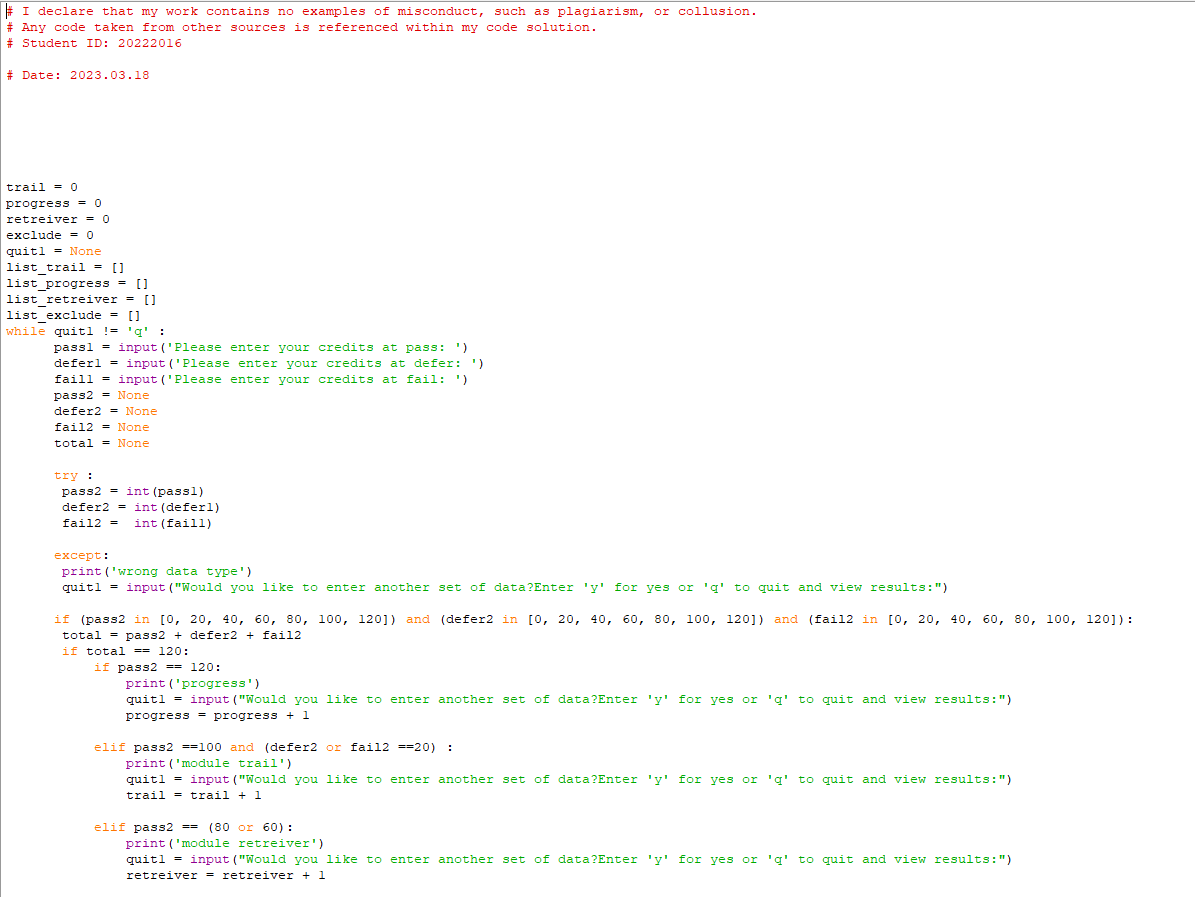 # I declare that my work contains no examples of misconduct, such as plagiarism, or collusion.
# Any code taken from other sources is referenced within my code solution.
# Student ID: 20222016
# Date: 2023.03.18
trail = 0
progress = 0
retreiver = 0
exclude = 0
quit1 = None
list_trail = []
list_progress = []
list_retreiver = []
list_exclude = []
while quit1 != 'q' :
      pass1 = input('Please enter your credits at pass: ')
      defer1 = input('Please enter your credits at defer: ')
      fail1 = input('Please enter your credits at fail: ')
      pass2 = None
      defer2 = None
      fail2 = None
      total = None
      try :
       pass2 = int(pass1)
       defer2 = int(defer1)
       fail2 =  int(fail1)
      except:
       print('wrong data type')
       quit1 = input("Would you like to enter another set of data?Enter 'y' for yes or 'q' to quit and view results:")
      if (pass2 in [0, 20, 40, 60, 80, 100, 120]) and (defer2 in [0, 20, 40, 60, 80, 100, 120]) and (fail2 in [0, 20, 40, 60, 80, 100, 120]):
       total = pass2 + defer2 + fail2
       if total == 120:
           if pass2 == 120:
               print('progress')
               quit1 = input("Would you like to enter another set of data?Enter 'y' for yes or 'q' to quit and view results:")
               progress = progress + 1
           elif pass2 ==100 and (defer2 or fail2 ==20) :
               print('module trail')
               quit1 = input("Would you like to enter another set of data?Enter 'y' for yes or 'q' to quit and view results:")
               trail = trail + 1
           elif pass2 == (80 or 60):
               print('module retreiver')
               quit1 = input("Would you like to enter another set of data?Enter 'y' for yes or 'q' to quit and view results:")
               retreiver = retreiver + 1